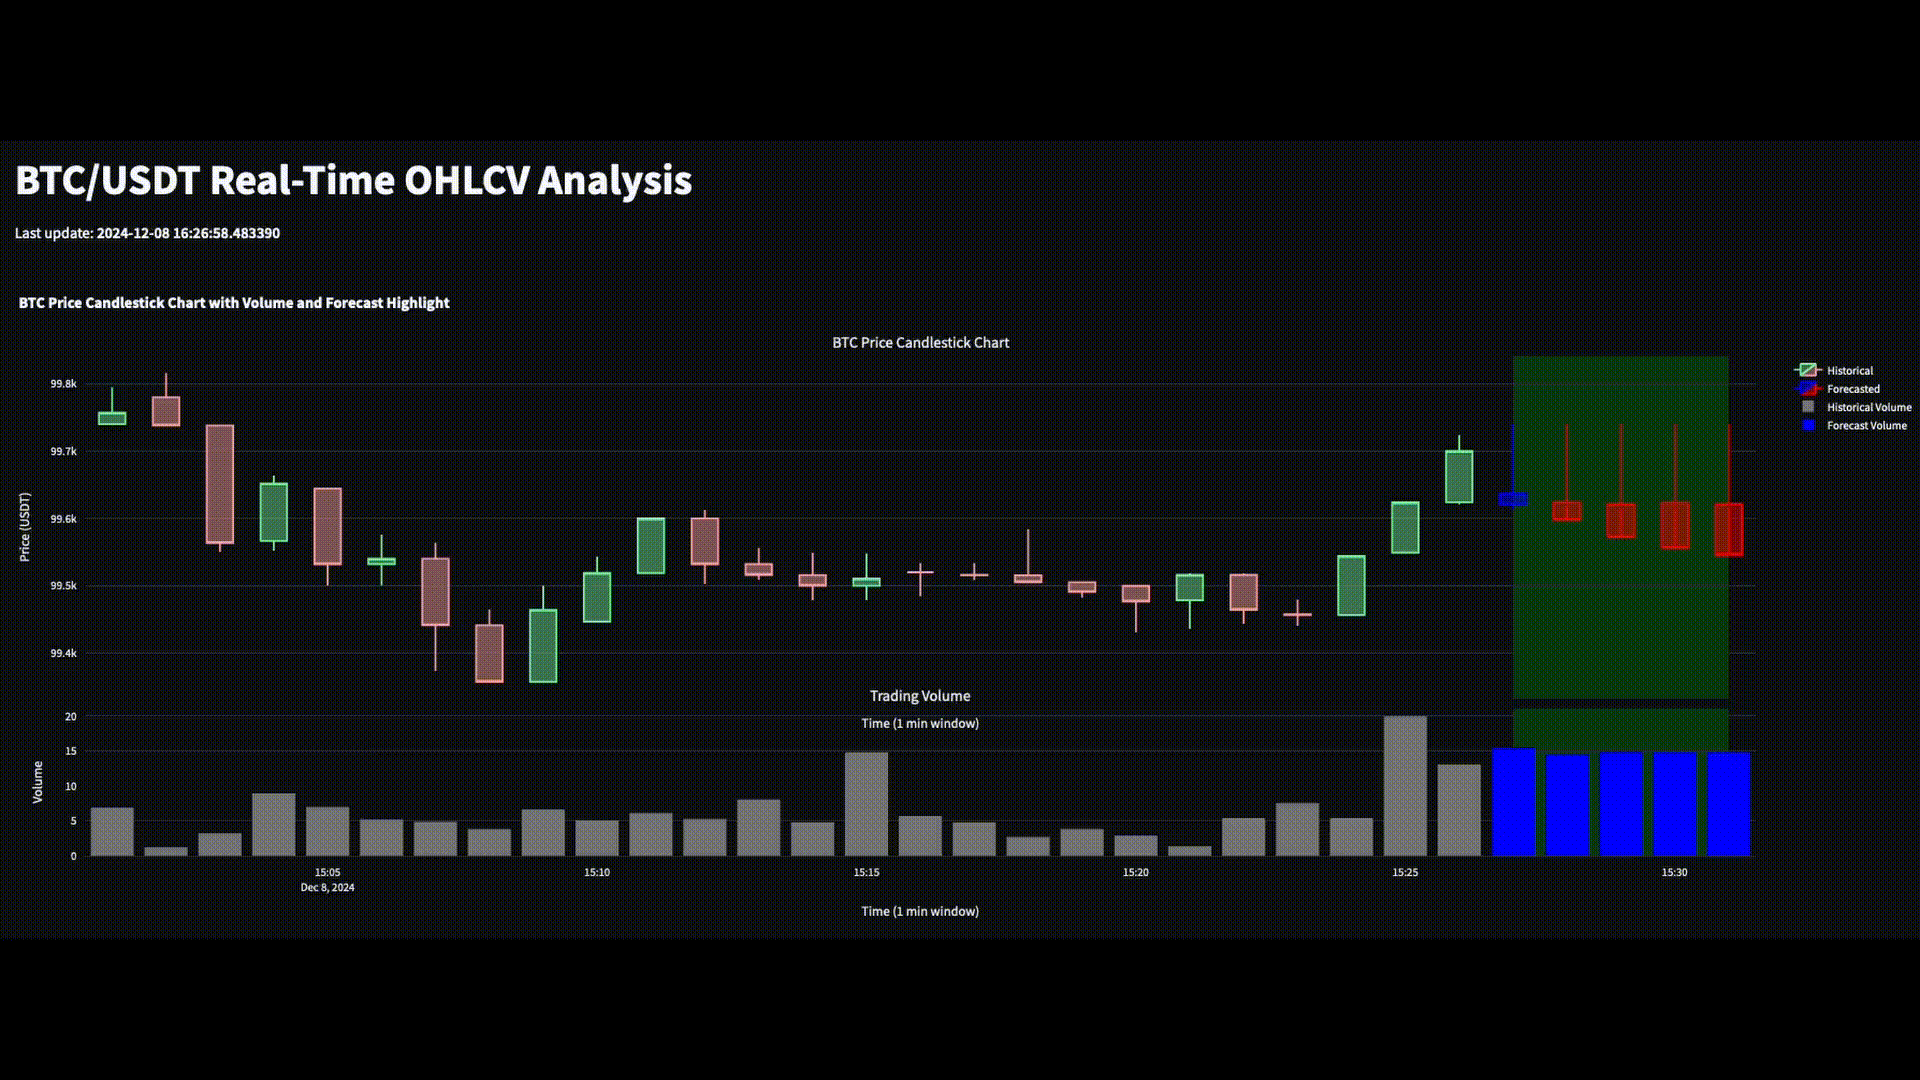 BTC/USDT Real-Time OHLCV Analysis
Last update: 2024-12-08 16:26:58.483390
BTC Price Candlestick Chart with Volume and Forecast Highlight
BTC Price Candlestick Chart
Historical
Forecasted
Historical Volume
Forecast Volume
Price (USDT)
99.8k
99.7k
99.6k
99.5k
99.4k
Trading Volume
Time (1 min window)
Volume
20
15
10
5
0
15:05
Dec 8, 2024
15:10
15:15
15:20
15:25
15:30
Time (1 min window)